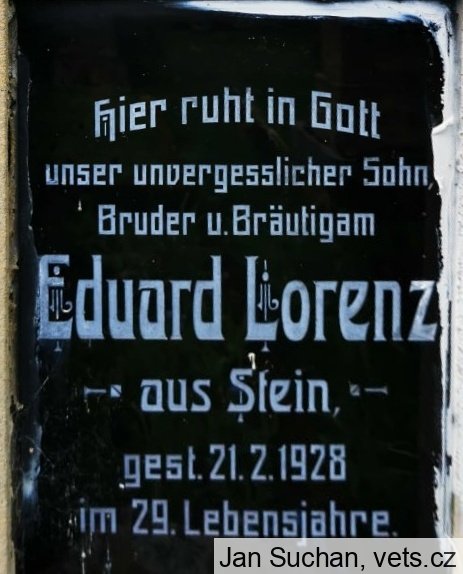 Hier ruht in Gott
unser unvergesslicher Sohn,
Bruder u. Bräutigam
Eduard Lorenz
aus Stein,
gest. 21. 2. 1928
im 29. Lebensjahre.
Jan Suchan, vets.cz